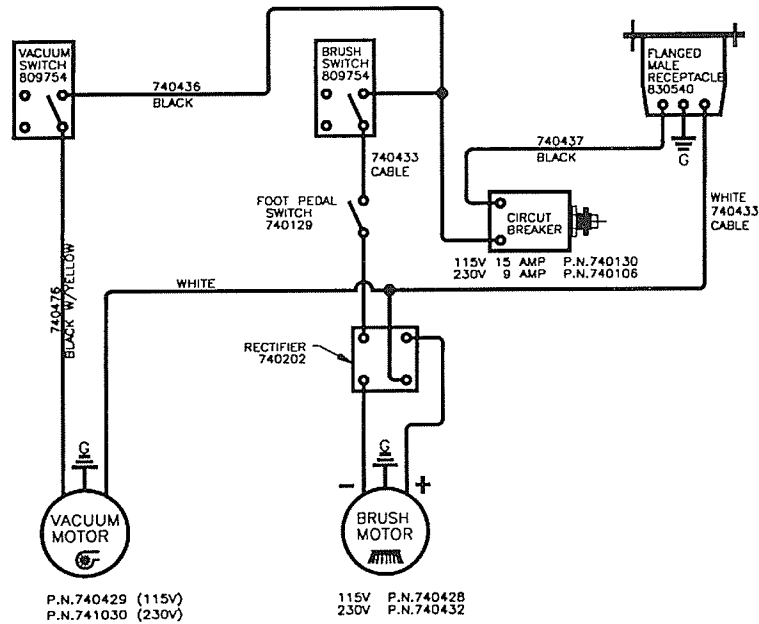 VACUUM
SWITCH
809754
740436
BLACK
BRUSH
SWITCH
809754
740433
CABLE
FOOT PEDAL
SWITCH
740129
FLANGED
MALE
RECEPTACLE
830540
G
740437
BLACK
CIRCUT
BREAKER
115V 15 AMP P.N.740130
230V 9 AMP P.N.740106
WHITE
740433
CABLE
WHITE
740476
BLACK W/YELLOW
RECTIFIER
740202
G
VACUUM
MOTOR
P.N.740429 (115V)
P.N.741030 (230V)
G
− +
BRUSH
MOTOR
115V P.N.740428
230V P.N.740432